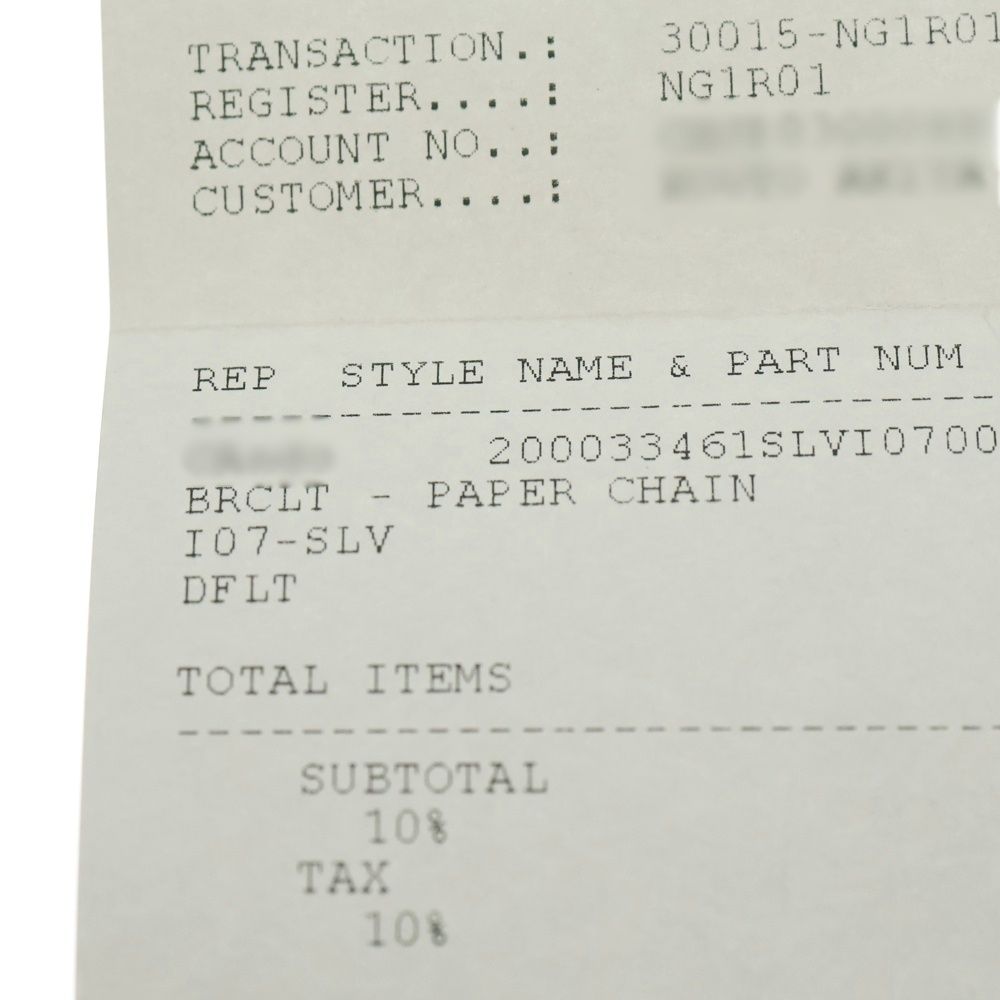 TRANSACTION.: 30015-NG1R01
REGISTER....: NG1R01
ACCOUNT NO..:
CUSTOMER....:
REP STYLE NAME & PART NUM
200033461SLVI0700
BRCLT - PAPER CHAIN
I07-SLV
DFLT
TOTAL ITEMS
SUBTOTAL
10%
TAX
10%